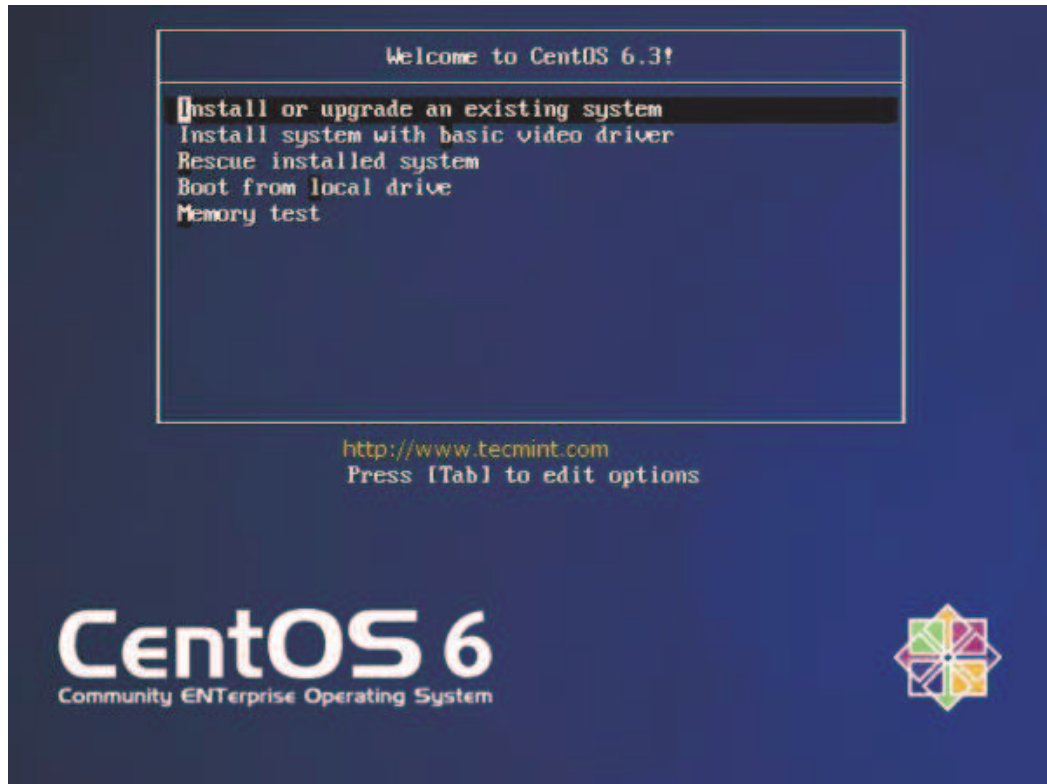 Welcome to CentOS 6.3!
Install or upgrade an existing system
Install system with basic video driver
Rescue installed system
Boot from local drive
Memory test
http://www.tecmint.com
Press [Tab] to edit options
CentOS 6
Community ENTerprise Operating System